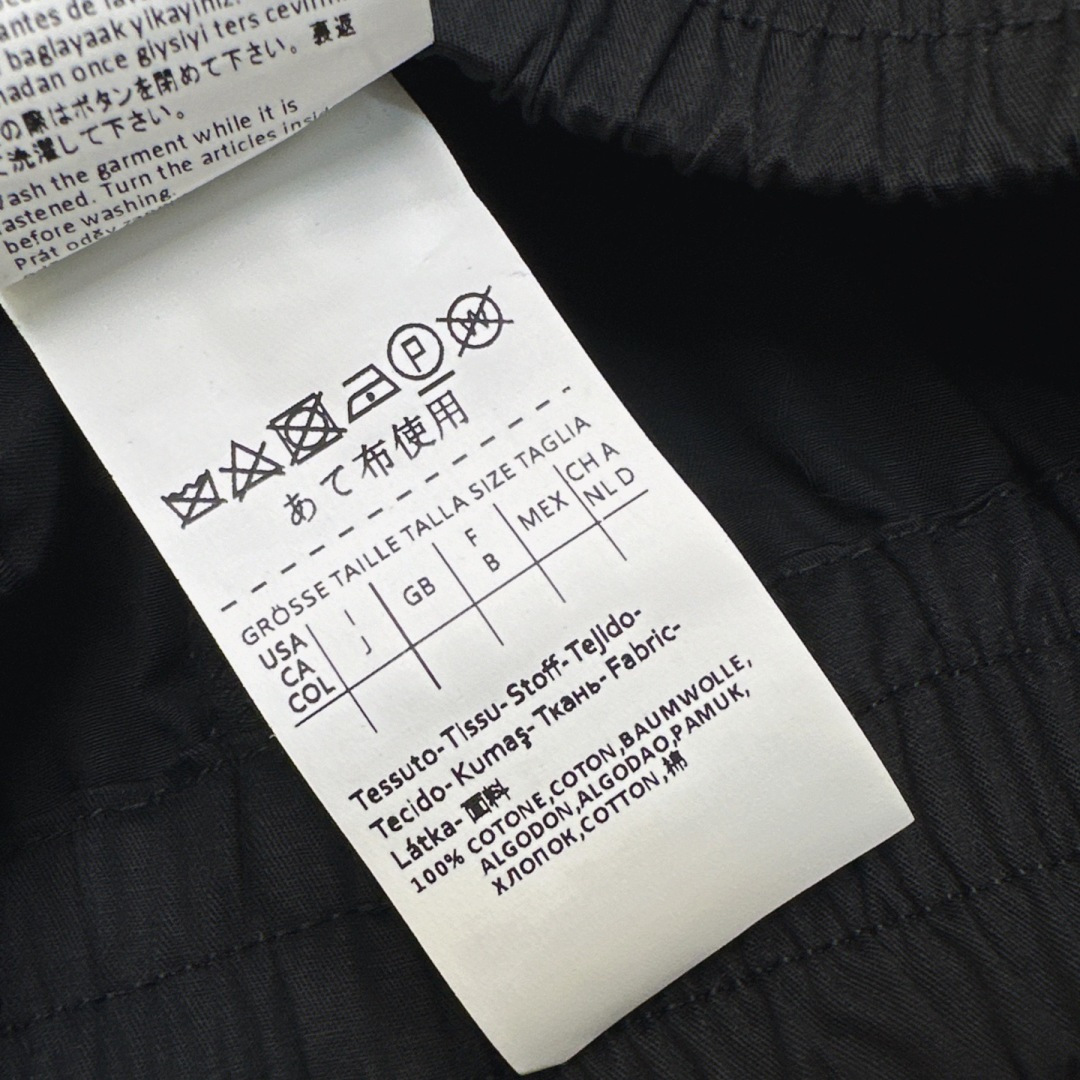 antes de
baglayaak yikayiniz.
madan once giysiyi ters cevirin
の際はボタンを閉めて下さい。裏返
て洗濯して下さい。
Wash the garment while it is
fastened. Turn the articles insi
before washing.
Prát oděv
P W
あて布使用
GRÖSSE TAILLE TALLA SIZE TAGLIA
USA CA COL I J GB F B MEX CH A NL D
Tessuto-Tissu-Stoff-Tejido-
Tecido-Kumaş-Ткань-Fabric-
Látka-面料
100% COTONE,COTON,BAUMWOLLE,
ALGODON,ALGODAO,PAMUK,
ХЛОПОК,COTTON,棉